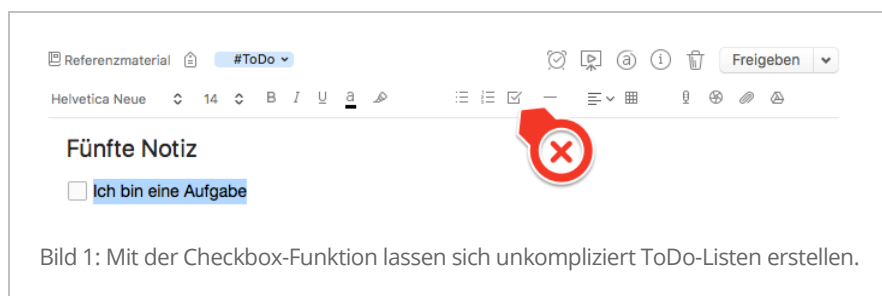 Referenzmaterial #ToDo Freigeben
Helvetica Neue 14 B I U a
Fünfte Notiz
Ich bin eine Aufgabe
Bild 1: Mit der Checkbox-Funktion lassen sich unkompliziert ToDo-Listen erstellen.